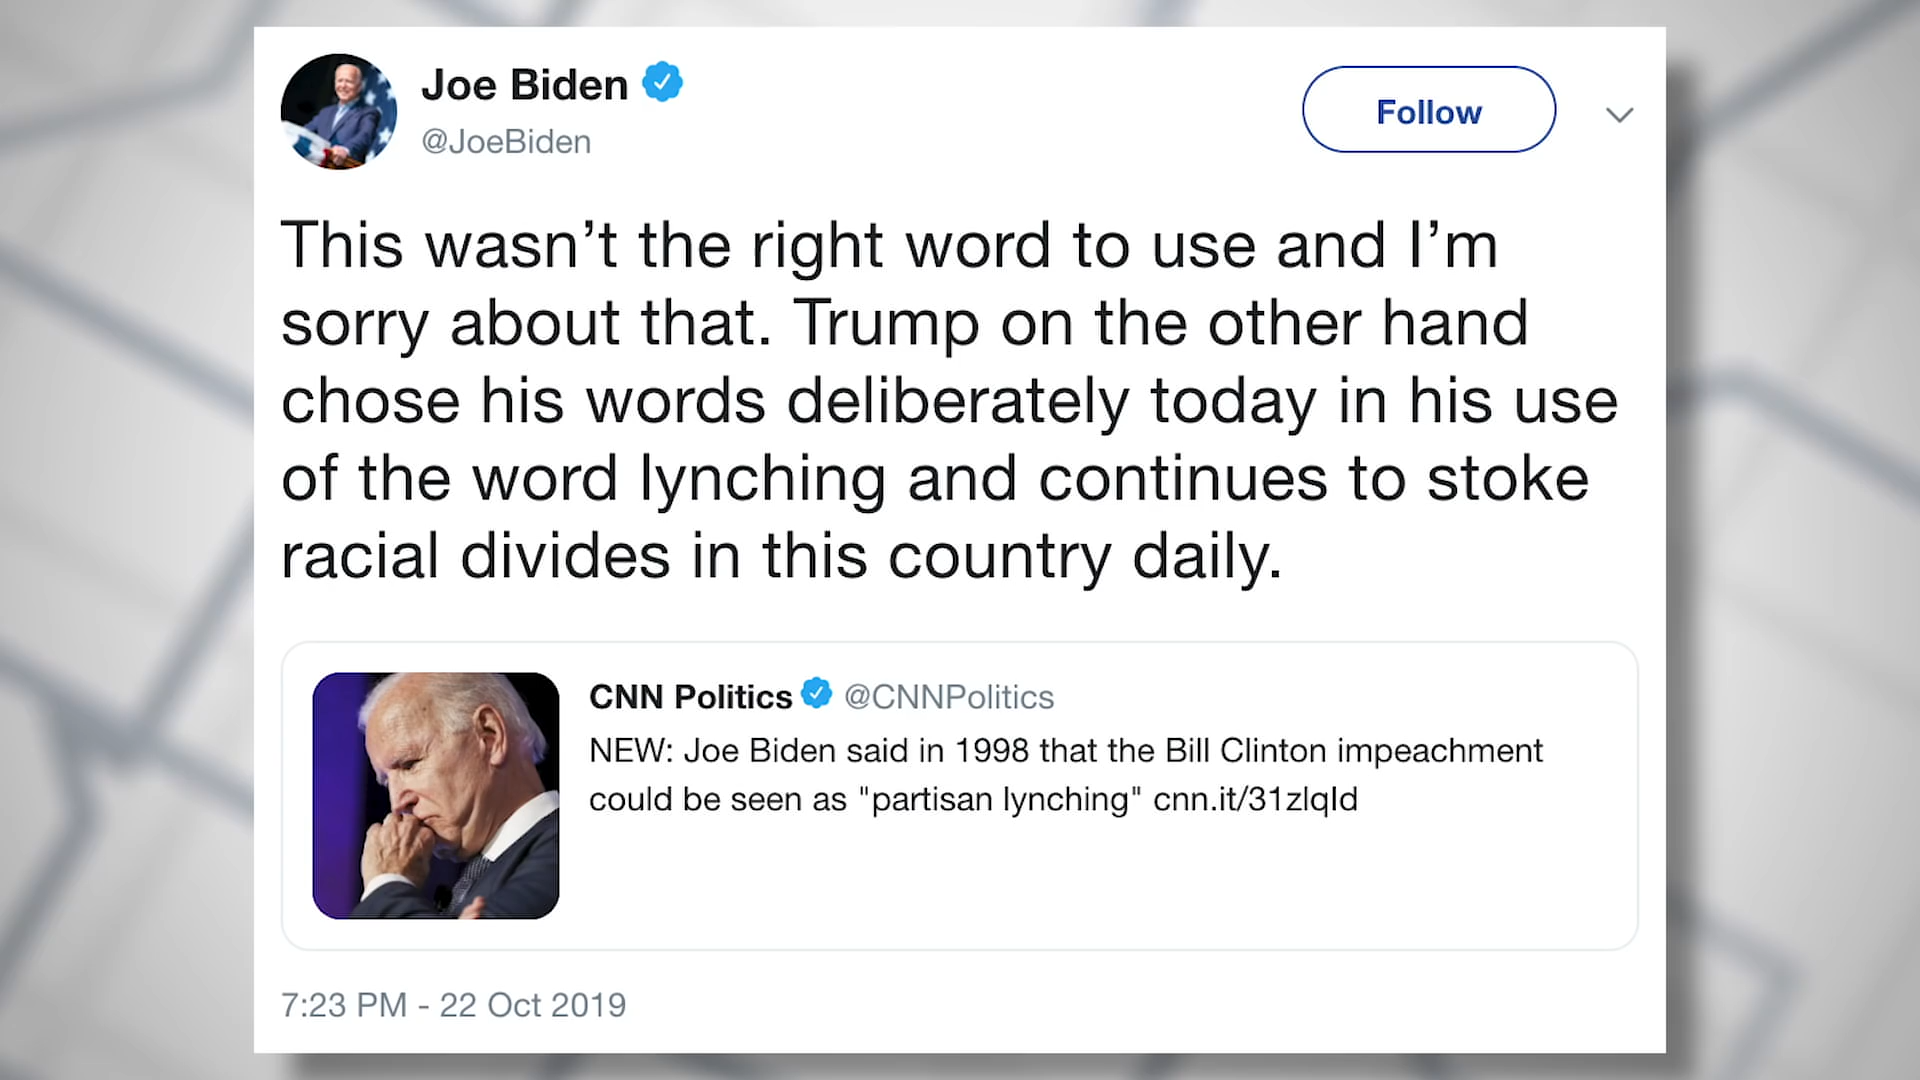 Joe Biden
@JoeBiden
Follow
This wasn’t the right word to use and I’m
sorry about that. Trump on the other hand
chose his words deliberately today in his use
of the word lynching and continues to stoke
racial divides in this country daily.
CNN Politics @CNNPolitics
NEW: Joe Biden said in 1998 that the Bill Clinton impeachment
could be seen as "partisan lynching" cnn.it/31zlqld
7:23 PM - 22 Oct 2019